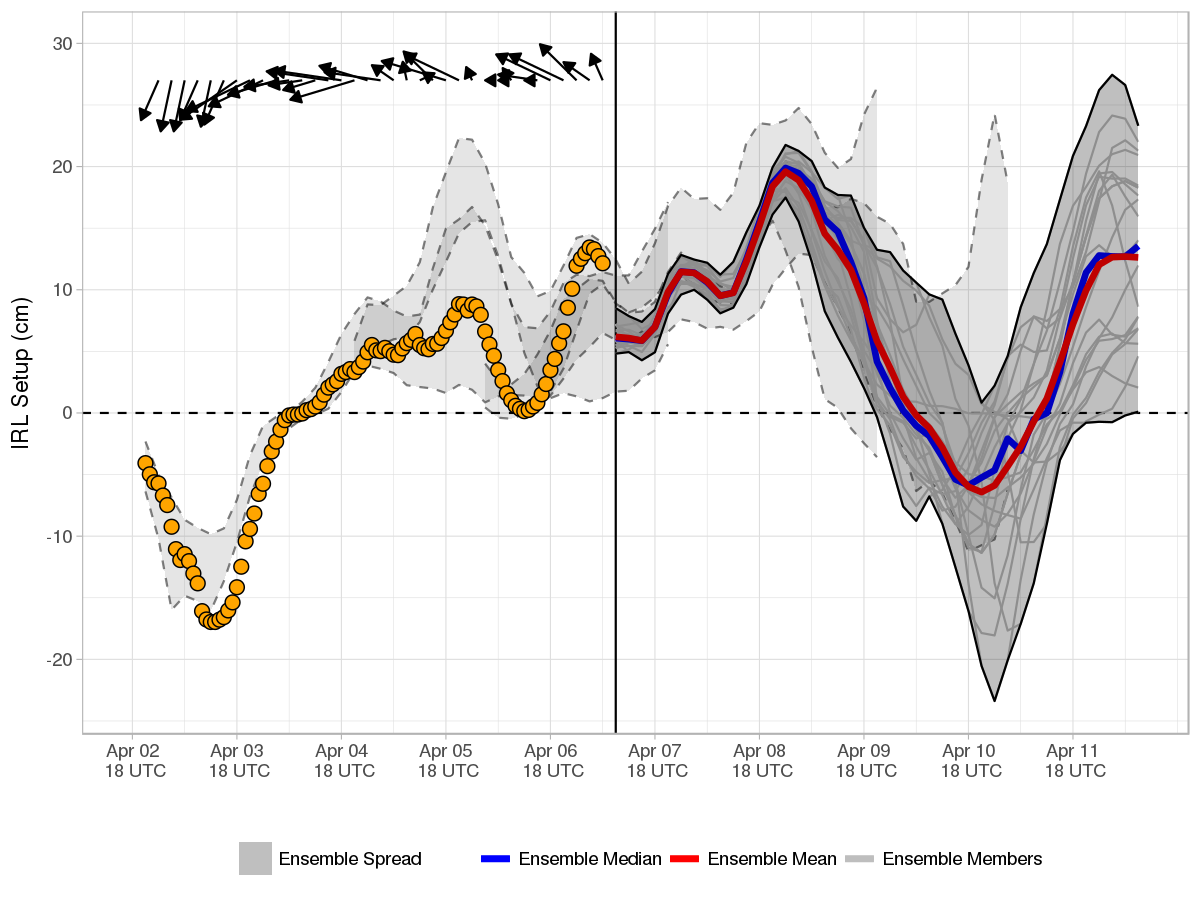 IRL Setup (cm)
30
20
10
0
-10
-20
Apr 02
18 UTC
Apr 03
18 UTC
Apr 04
18 UTC
Apr 05
18 UTC
Apr 06
18 UTC
Apr 07
18 UTC
Apr 08
18 UTC
Apr 09
18 UTC
Apr 10
18 UTC
Apr 11
18 UTC
Ensemble Spread
Ensemble Median
Ensemble Mean
Ensemble Members